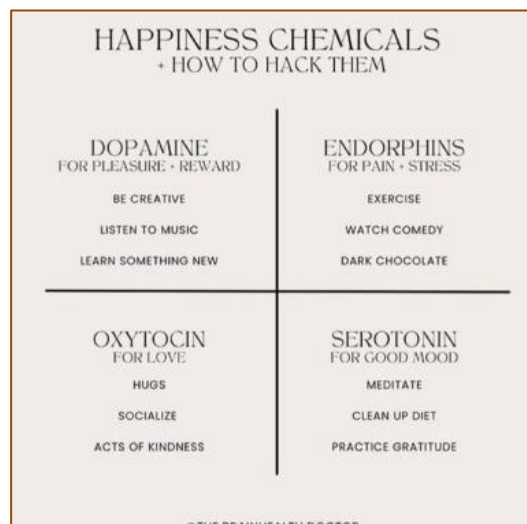 HAPPINESS CHEMICALS
+ HOW TO HACK THEM
DOPAMINE
FOR PLEASURE + REWARD
BE CREATIVE
LISTEN TO MUSIC
LEARN SOMETHING NEW
ENDORPHINS
FOR PAIN + STRESS
EXERCISE
WATCH COMEDY
DARK CHOCOLATE
OXYTOCIN
FOR LOVE
HUGS
SOCIALIZE
ACTS OF KINDNESS
SEROTONIN
FOR GOOD MOOD
MEDITATE
CLEAN UP DIET
PRACTICE GRATITUDE